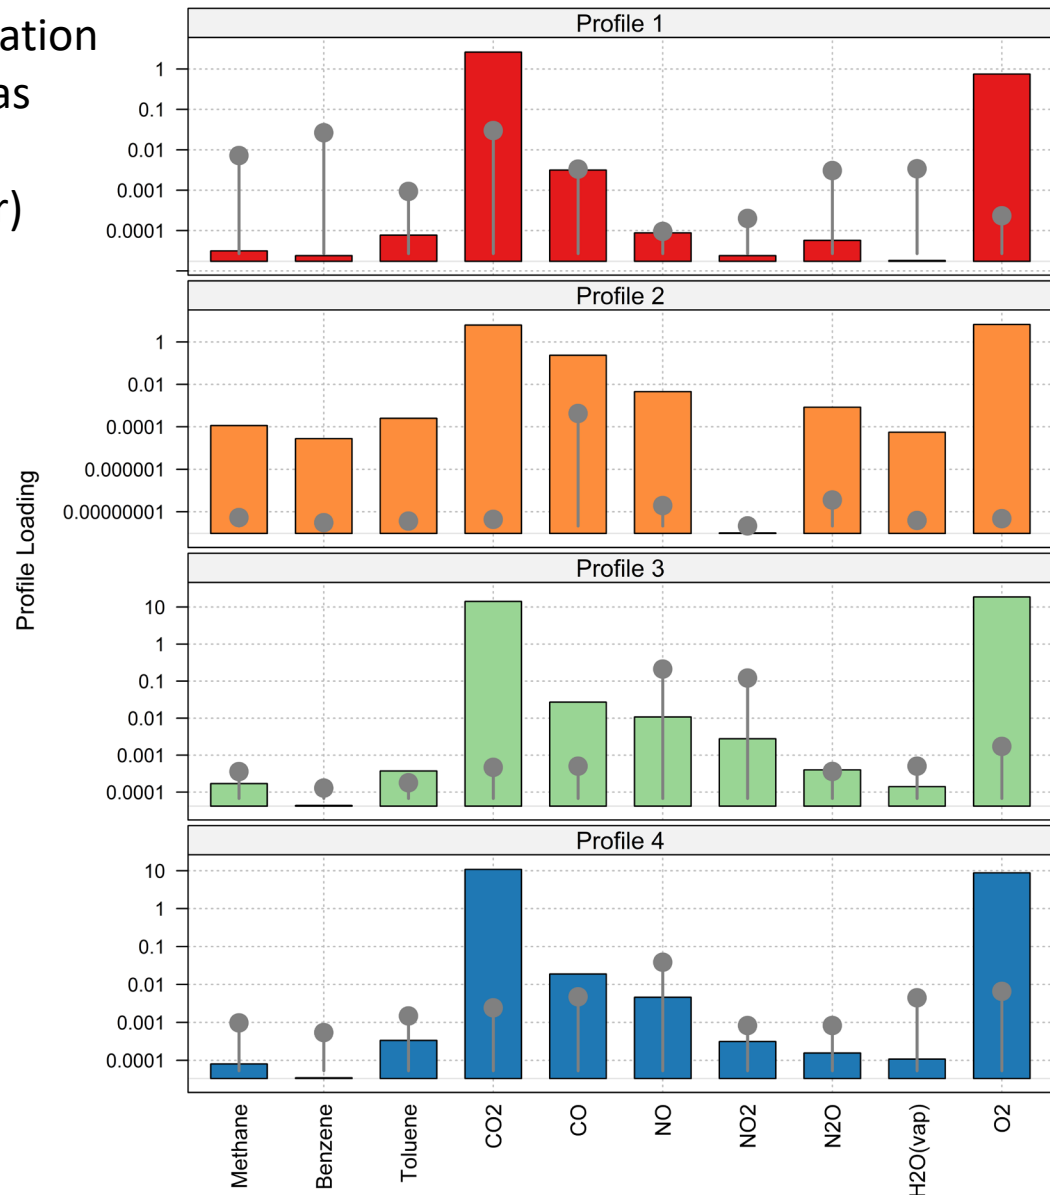 ation
as
r)
Profile Loading
Profile 1
1
0.1
0.01
0.001
0.0001
Profile 2
1
0.01
0.0001
0.000001
0.00000001
Profile 3
10
1
0.1
0.01
0.001
0.0001
Profile 4
10
1
0.1
0.01
0.001
0.0001
Methane
Benzene
Toluene
CO2
CO
NO
NO2
N2O
H2O(vap)
O2